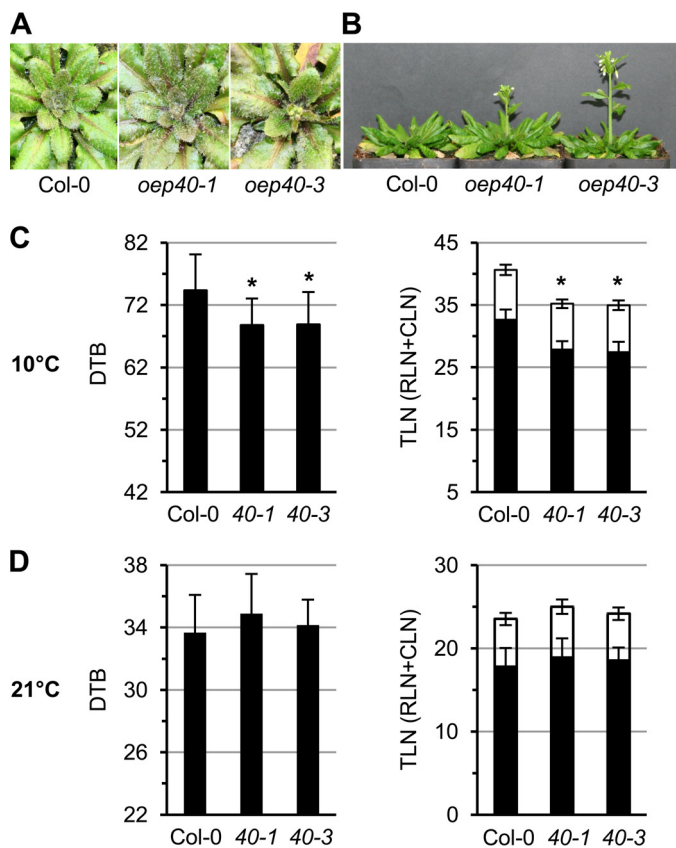 A
B
Col-0 oep40-1 oep40-3
Col-0 oep40-1 oep40-3
C
10°C
DTB
82
72
62
52
42
Col-0 40-1 40-3
* *
TLN (RLN+CLN)
45
35
25
15
5
Col-0 40-1 40-3
* *
D
21°C
DTB
38
34
30
26
22
Col-0 40-1 40-3
TLN (RLN+CLN)
30
20
10
0
Col-0 40-1 40-3